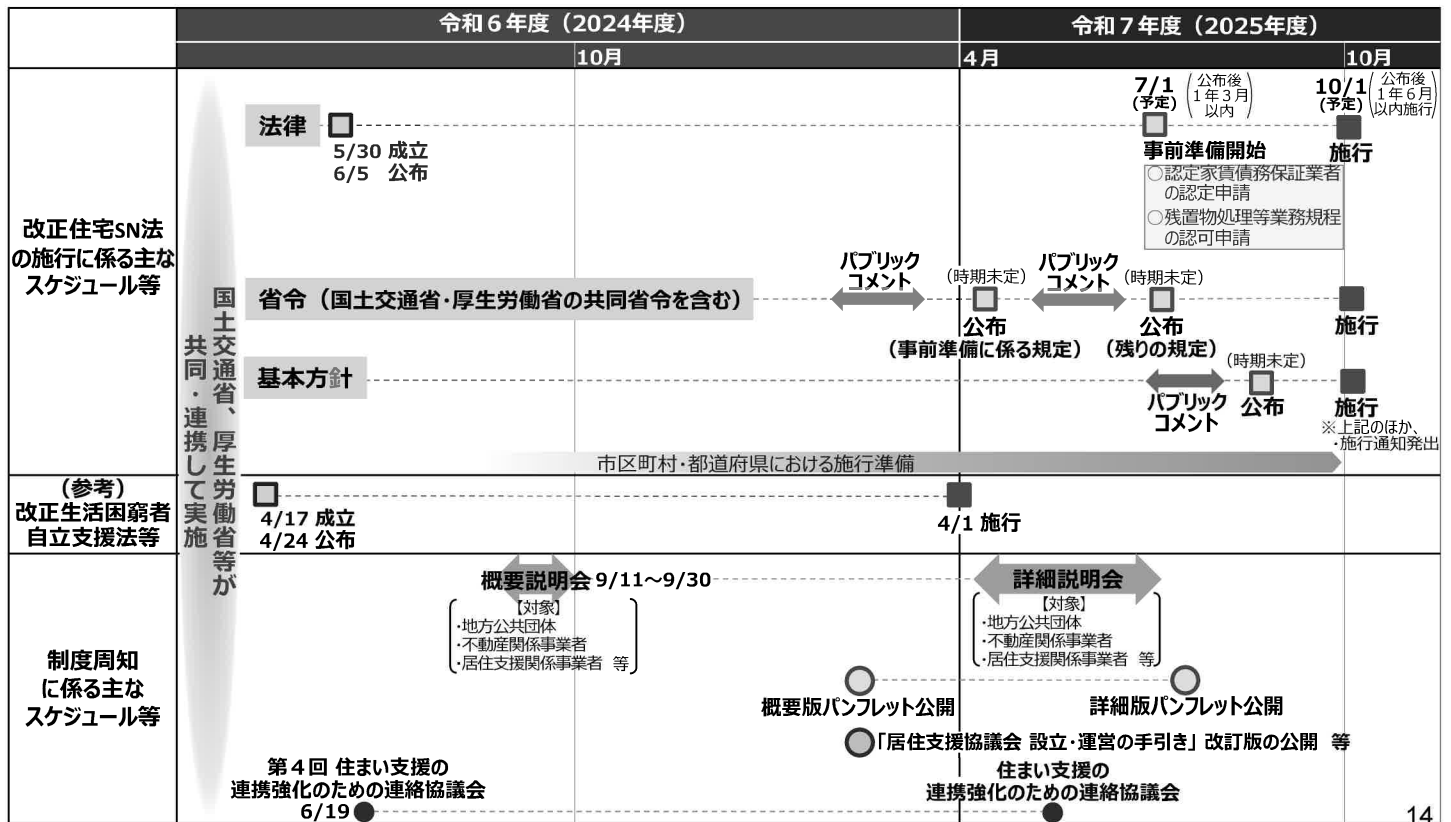 令和６年度（2024年度）
令和７年度（2025年度）
10月
４月
10月
改正住宅SN法
の施行に係る主な
スケジュール等
国土交通省、厚生労働省等が
共同・連携して実施
法律
5/30 成立
6/5 公布
7/1
(予定)
(公布後
1年3月
以内)
事前準備開始
○認定家賃債務保証業者
の認定申請
○残置物処理等業務規程
の認可申請
10/1
(予定)
(公布後
1年6月
以内施行)
施行
省令（国土交通省・厚生労働省の共同省令を含む）
パブリック
コメント
(時期未定)
公布
(事前準備に係る規定)
パブリック
コメント
(時期未定)
公布
(残りの規定)
施行
基本方針
パブリック
コメント
(時期未定)
公布
施行
※上記のほか、
・施行通知発出
市区町村・都道府県における施行準備
(参考)
改正生活困窮者
自立支援法等
4/17 成立
4/24 公布
4/1 施行
制度周知
に係る主な
スケジュール等
概要説明会 9/11～9/30
【対象】
・地方公共団体
・不動産関係事業者
・居住支援関係事業者 等
詳細説明会
【対象】
・地方公共団体
・不動産関係事業者
・居住支援関係事業者 等
概要版パンフレット公開
詳細版パンフレット公開
「居住支援協議会 設立・運営の手引き」改訂版の公開 等
第４回 住まい支援の
連携強化のための連絡協議会
6/19
住まい支援の
連携強化のための連絡協議会
14